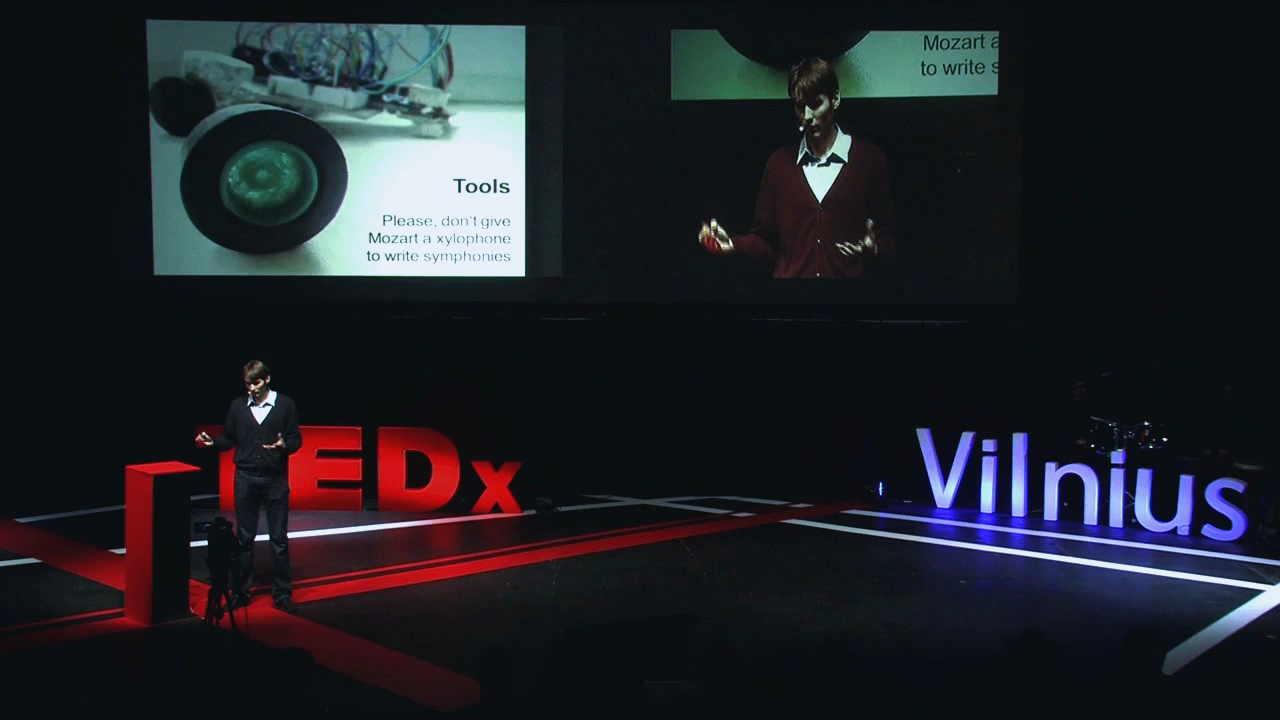 Tools
Please, don't give
Mozart a xylophone
to write symphonies
Mozart a
to write s
TEDx
Vilnius